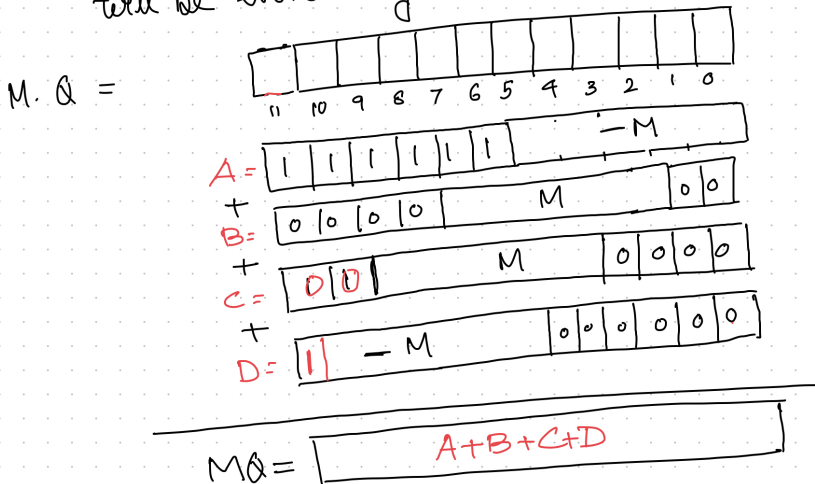 will be
M. Q =
11 10 9 8 7 6 5 4 3 2 1 0
A= 1 1 1 1 1 1 -M
+
B= 0 0 0 0 M 0 0
+
C= 0 0 M 0 0 0 0
+
D= 1 -M 0 0 0 0 0 0
MQ= A+B+C+D